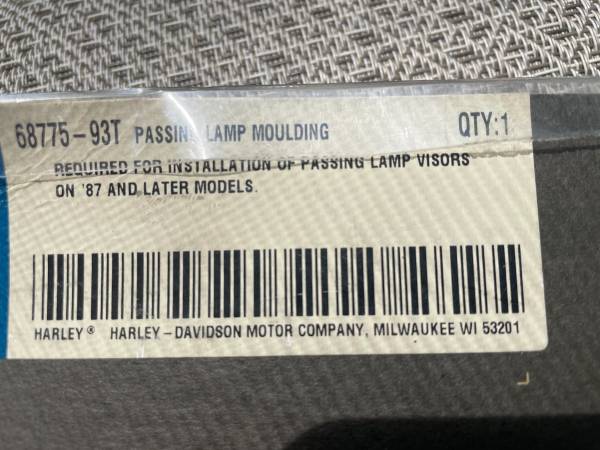 68775-93T PASSING LAMP MOULDING QTY:1
REQUIRED FOR INSTALLATION OF PASSING LAMP VISORS
ON '87 AND LATER MODELS.
HARLEY® HARLEY-DAVIDSON MOTOR COMPANY, MILWAUKEE WI 53201